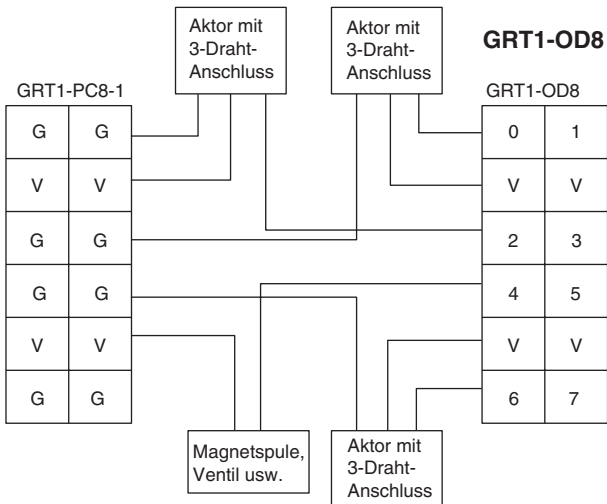 Aktor mit
3-Draht-
Anschluss
Aktor mit
3-Draht-
Anschluss
GRT1-OD8
GRT1-PC8-1
GRT1-OD8
G G
V V
G G
G G
V V
G G
0 1
V V
2 3
4 5
V V
6 7
Magnetspule,
Ventil usw.
Aktor mit
3-Draht-
Anschluss